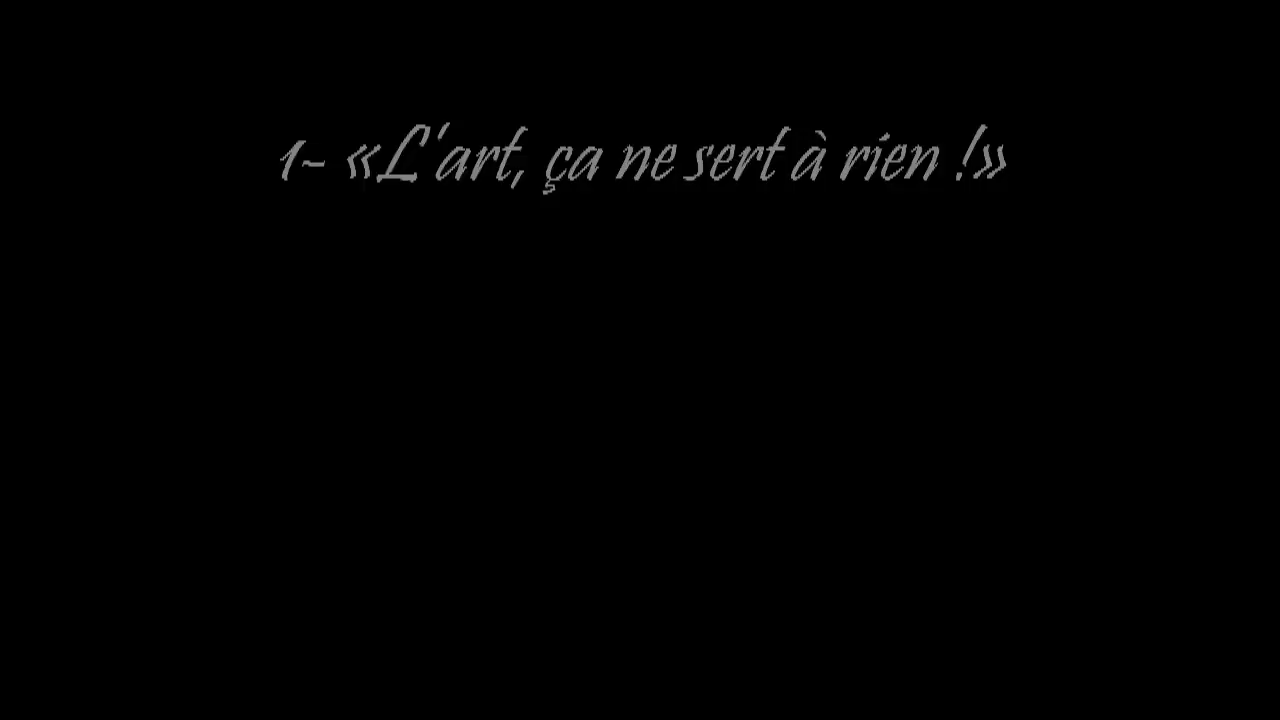 1- «L'art, ça ne sert à rien !»